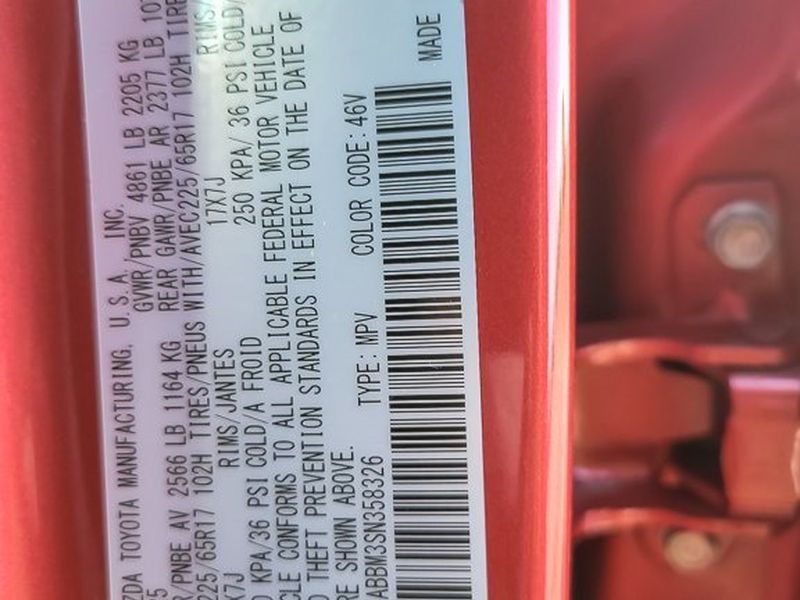 ZDA TOYOTA MANUFACTURING, U.S.A, INC.
GVWR/PNBV 4861 LB 2205 KG
R/PNBE AV 2566 LB 1164 KG REAR GAWR/PNBE AR 2377 LB 107
225/65R17 102H TIRES/PNEUS WITH/AVEC225/65R17 102H TIRE
X7J RIMS/JANTES 17X7J RIMS/
KPA/36 PSI COLD/A FROID 250 KPA/ 36 PSI COLD/
CLE CONFORMS TO ALL APPLICABLE FEDERAL MOTOR VEHICLE
THEFT PREVENTION STANDARDS IN EFFECT ON THE DATE OF
RE SHOWN ABOVE.
ABBM3SN358326 TYPE: MPV COLOR CODE: 46V MADE